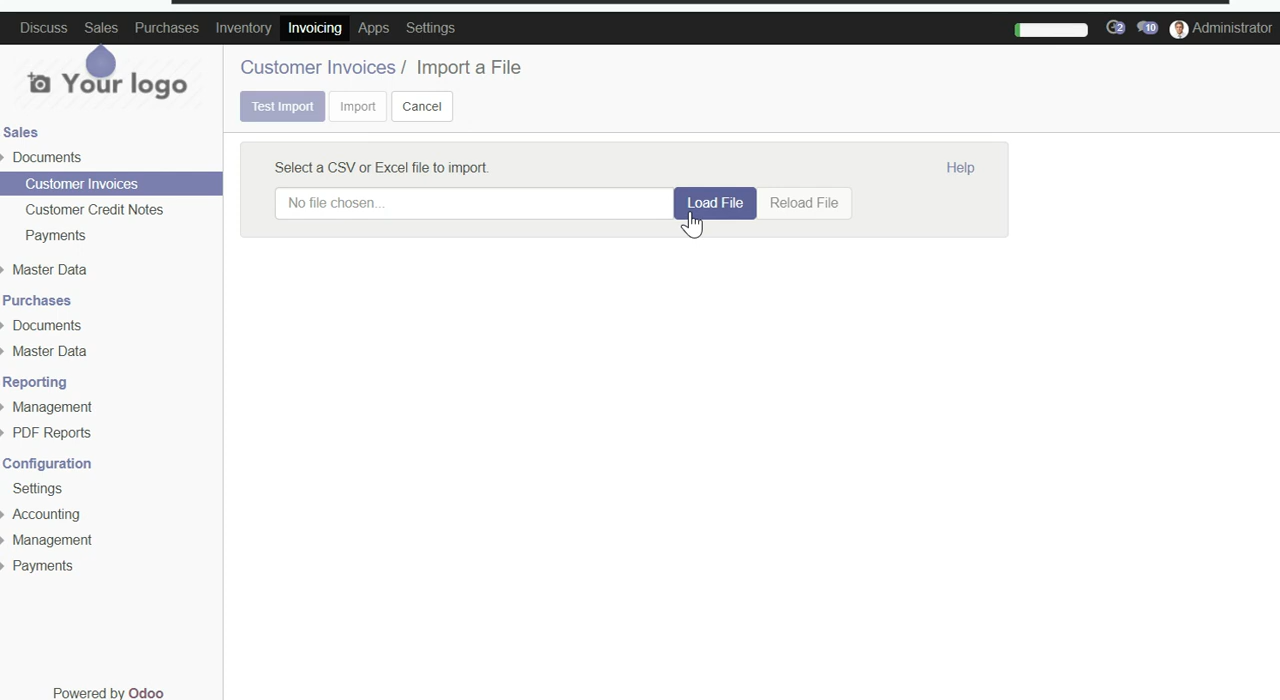 Discuss Sales Purchases Inventory Invoicing Apps Settings 2 10 Administrator
Your logo
Customer Invoices / Import a File
Test Import Import Cancel
Sales
Documents
Customer Invoices
Customer Credit Notes
Payments
Master Data
Purchases
Documents
Master Data
Reporting
Management
PDF Reports
Configuration
Settings
Accounting
Management
Payments
Powered by Odoo
Select a CSV or Excel file to import. Help
No file chosen... Load File Reload File